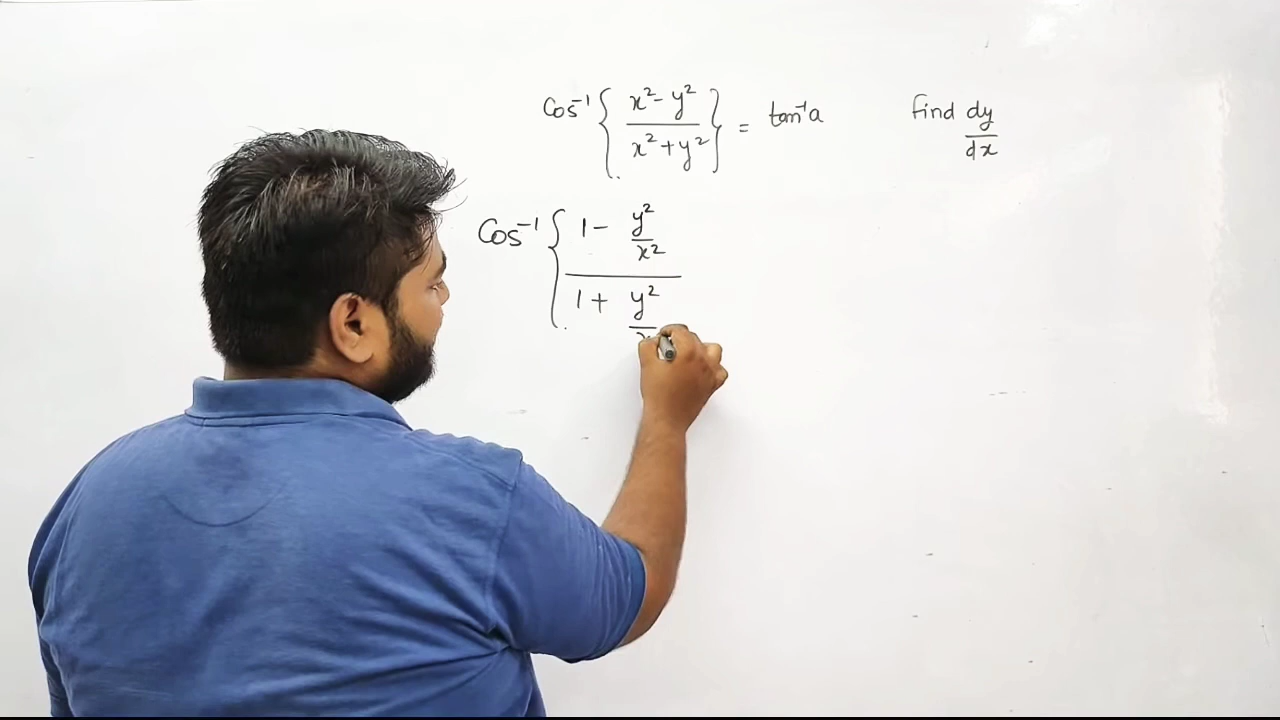 Cos⁻¹ { x² - y² / x² + y² } = tan⁻¹a find dy/dx
Cos⁻¹ { 1 - y²/x² / 1 + y²/